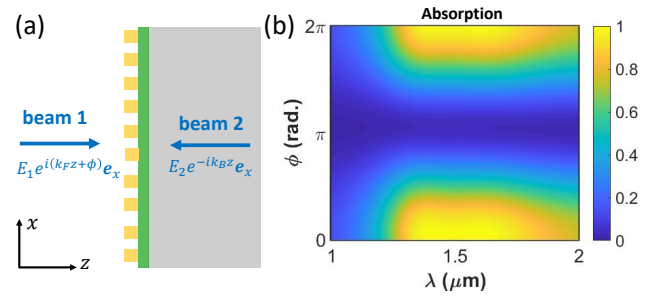 (a)
beam 1
E₁e^{i(k_F z+ϕ)}e_x
beam 2
E₂e^{-ik_B z}e_x
x
z
(b)
Absorption
2π
π
0
ϕ (rad.)
1
1.5
2
λ (μm)
1
0.8
0.6
0.4
0.2
0